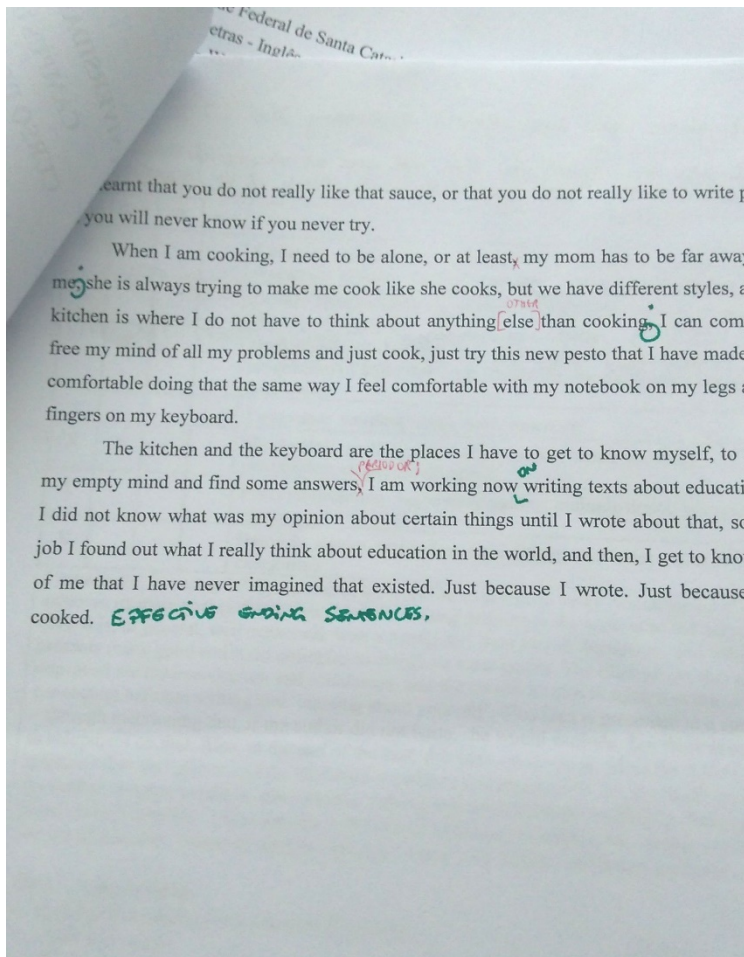 Federal de Santa
etras - Inglês
earnt that you do not really like that sauce, or that you do not really like to write
you will never know if you never try.
When I am cooking, I need to be alone, or at least, my mom has to be far
me, she is always trying to make me cook like she cooks, but we have different styles,
OTHER
kitchen is where I do not have to think about anything [else] than cooking, I can
free my mind of all my problems and just cook, just try this new pesto that I have made
comfortable doing that the same way I feel comfortable with my notebook on my legs
fingers on my keyboard.
The kitchen and the keyboard are the places I have to get to know myself, to
PERIOD OR ; ON
my empty mind and find some answers, I am working now writing texts about
I did not know what was my opinion about certain things until I wrote about that,
job I found out what I really think about education in the world, and then, I get to
of me that I have never imagined that existed. Just because I wrote. Just because
cooked. EFFECTIVE ENDING SENTENCES.